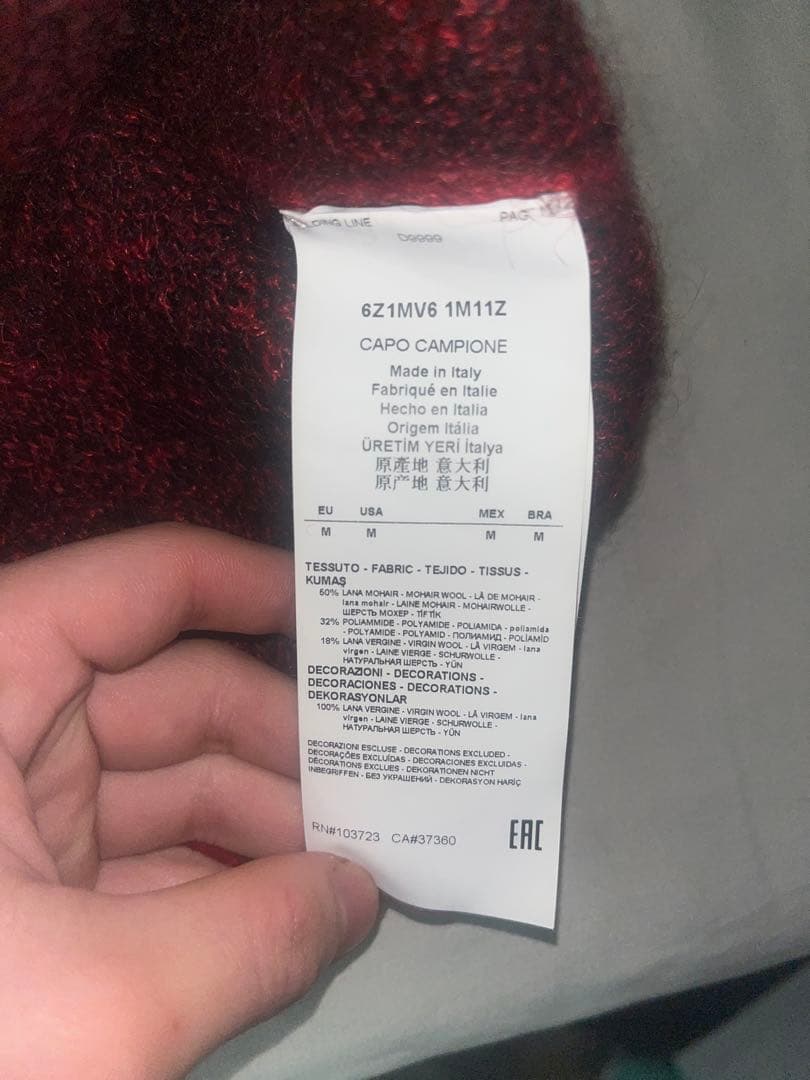 LINE
D9999
6Z1MV6 1M11Z
CAPO CAMPIONE
Made in Italy
Fabriqué en Italie
Hecho en Italia
Origem Itália
ÜRETİM YERİ İtalya
原產地 意大利
原产地 意大利
EU USA MEX BRA
M M M M
TESSUTO - FABRIC - TEJIDO - TISSUS -
KUMAŞ
50% LANA MOHAIR - MOHAIR WOOL - LÃ DE MOHAIR -
lana mohair - LAINE MOHAIR - MOHAIRWOLLE -
ШЕРСТЬ МОХЕР - TİFTİK
32% POLIAMMIDE - POLYAMIDE - POLIAMIDA - poliamida
- POLYAMIDE - POLYAMID - ПОЛИАМИД - POLİAMİD
18% LANA VERGINE - VIRGIN WOOL - LÃ VIRGEM - lana
virgen - LAINE VIERGE - SCHURWOLLE -
НАТУРАЛЬНАЯ ШЕРСТЬ - YÜN
DECORAZIONI - DECORATIONS -
DECORACIONES - DECORATIONS -
DEKORASYONLAR
100% LANA VERGINE - VIRGIN WOOL - LÃ VIRGEM - lana
virgen - LAINE VIERGE - SCHURWOLLE -
НАТУРАЛЬНАЯ ШЕРСТЬ - YÜN
DECORAZIONI ESCLUSE - DECORATIONS EXCLUDED -
DECORAÇÕES EXCLUÍDAS - DECORACIONES EXCLUIDAS -
DÉCORATIONS EXCLUES - DEKORATIONEN NICHT
INBEGRIFFEN - БЕЗ УКРАШЕНИЙ - DEKORASYON HARİÇ
RN#103723 CA#37360 EAC